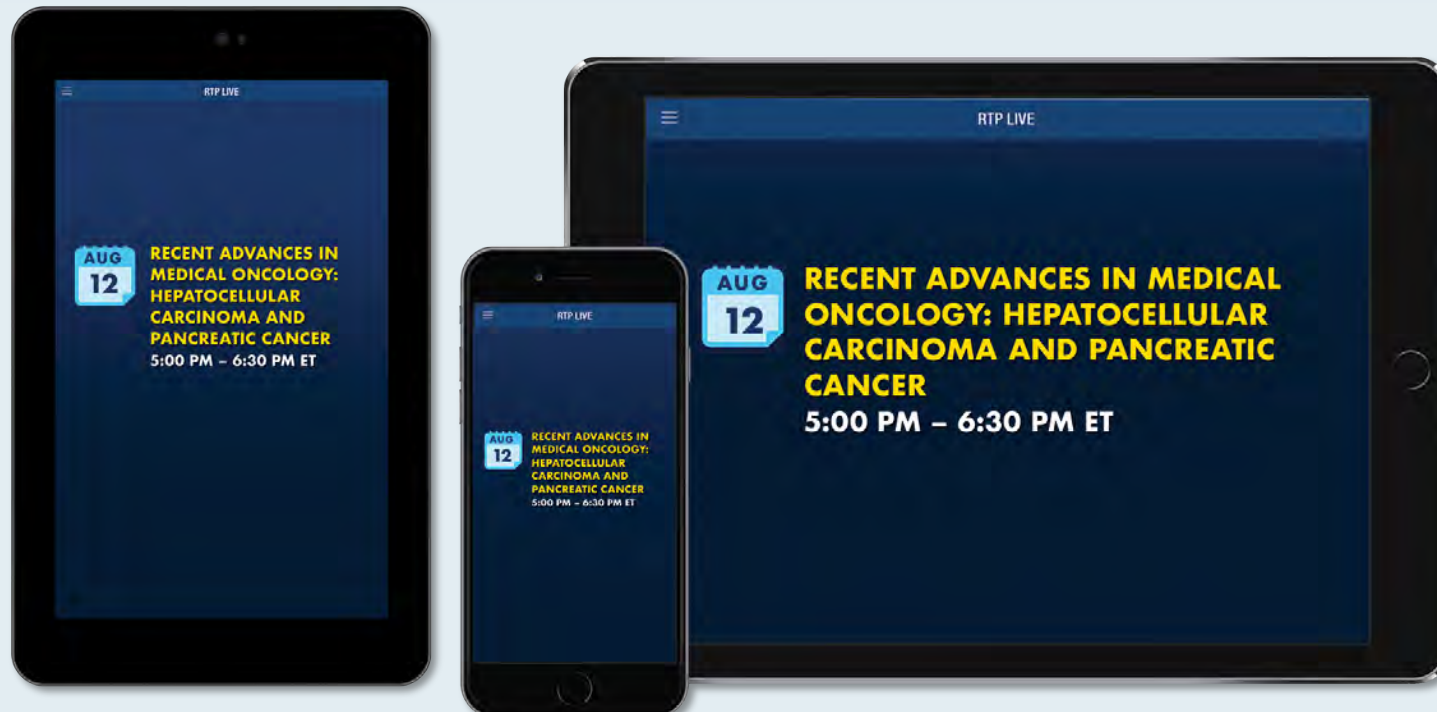 RTP LIVE
AUG
12
RECENT ADVANCES IN
MEDICAL ONCOLOGY:
HEPATOCELLULAR
CARCINOMA AND
PANCREATIC CANCER
5:00 PM – 6:30 PM ET
RTP LIVE
AUG
12
RECENT ADVANCES IN
MEDICAL ONCOLOGY:
HEPATOCELLULAR
CARCINOMA AND
PANCREATIC CANCER
5:00 PM – 6:30 PM ET
RTP LIVE
AUG
12
RECENT ADVANCES IN MEDICAL
ONCOLOGY: HEPATOCELLULAR
CARCINOMA AND PANCREATIC
CANCER
5:00 PM – 6:30 PM ET